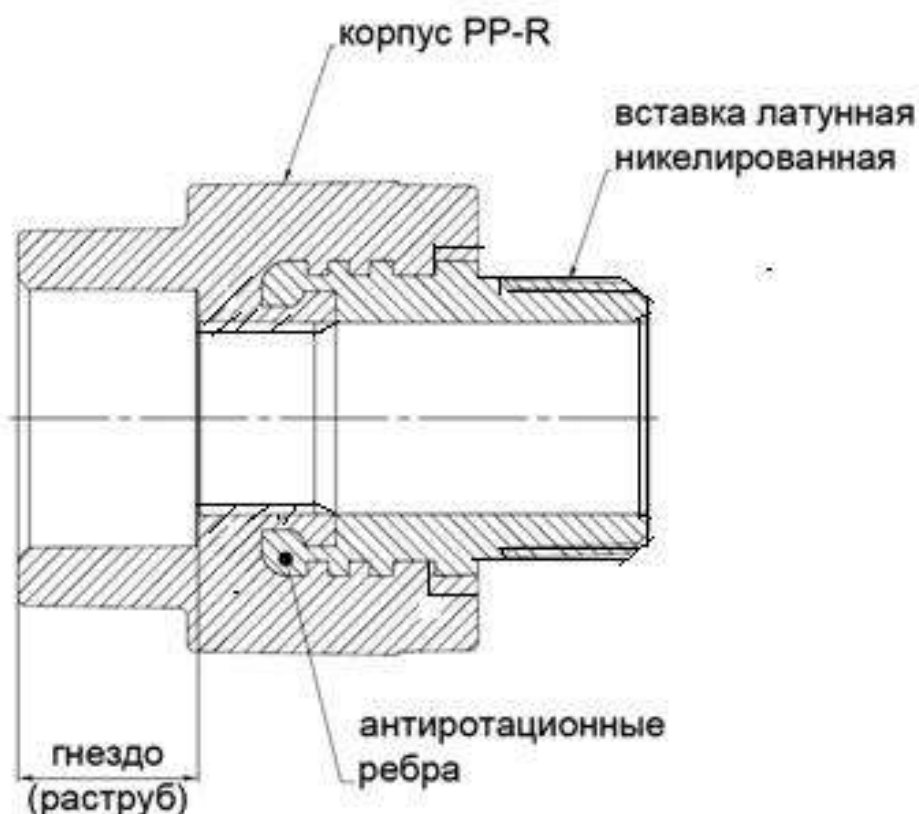 корпус PP-R
вставка латунная
никелированная
антиротационные
ребра
гнездо
(раструб)